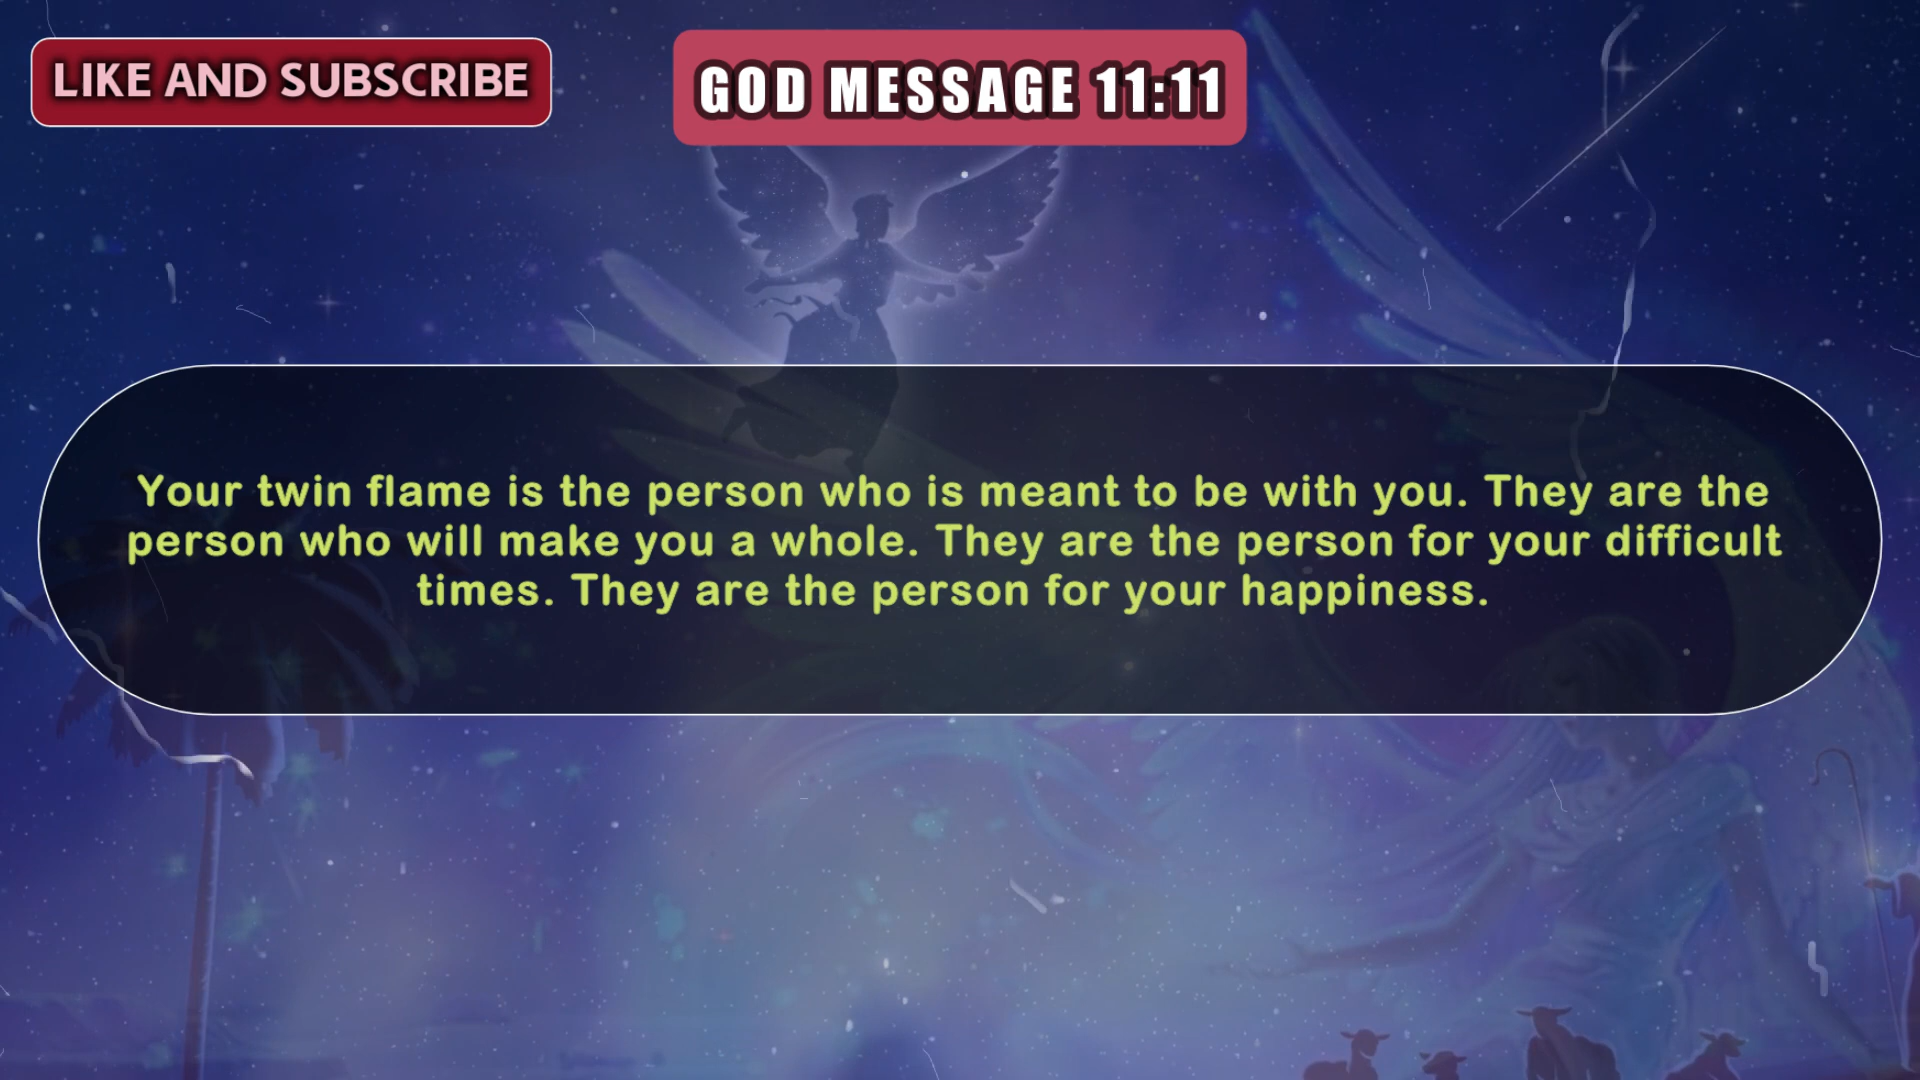 LIKE AND SUBSCRIBE
GOD MESSAGE 11:11
Your twin flame is the person who is meant to be with you. They are the
person who will make you a whole. They are the person for your difficult
times. They are the person for your happiness.